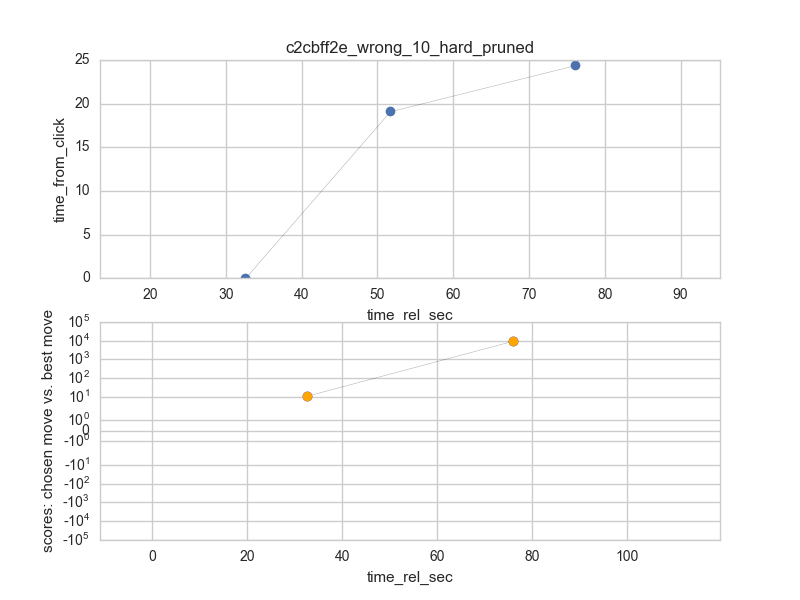 c2cbff2e_wrong_10_hard_pruned
25
20
15
10
5
0
time_from_click
20 30 40 50 60 70 80 90
time_rel_sec
10^5
10^4
10^3
10^2
10^1
10^0
0
-10^0
-10^1
-10^2
-10^3
-10^4
-10^5
scores: chosen move vs. best move
0 20 40 60 80 100
time_rel_sec